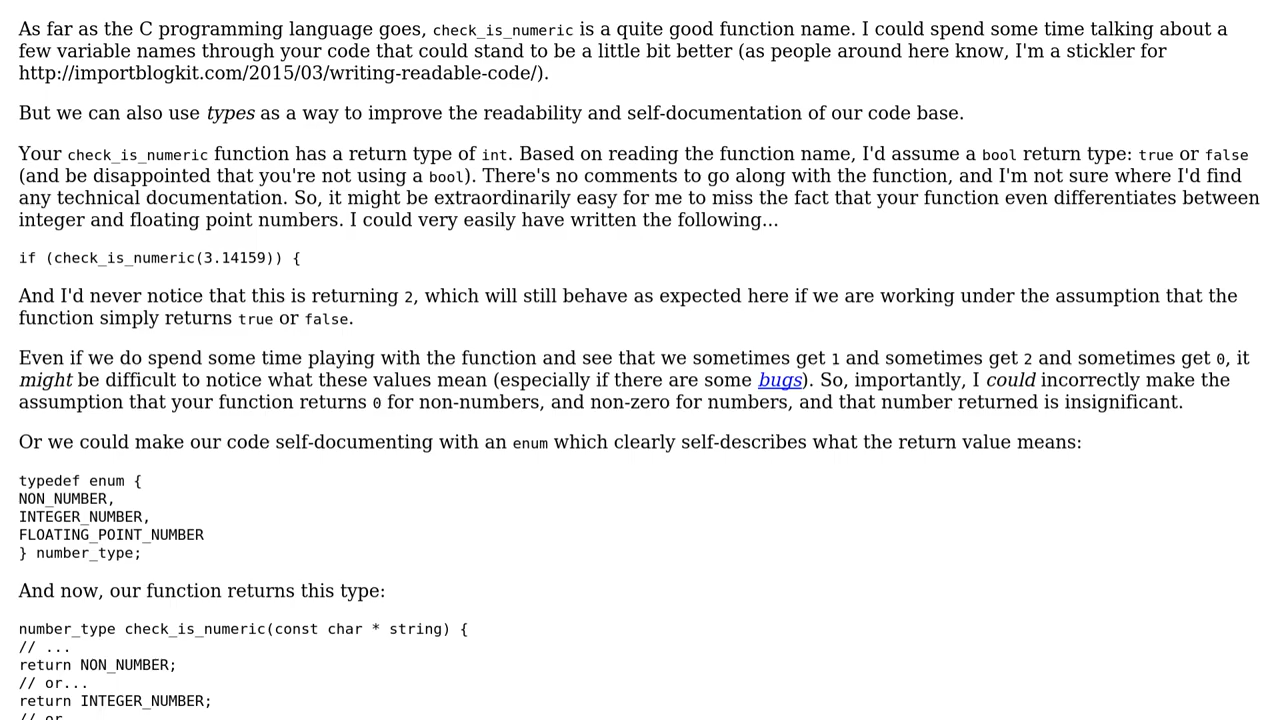 As far as the C programming language goes, check_is_numeric is a quite good function name. I could spend some time talking about a
few variable names through your code that could stand to be a little bit better (as people around here know, I'm a stickler for
http://importblogkit.com/2015/03/writing-readable-code/).
But we can also use types as a way to improve the readability and self-documentation of our code base.
Your check_is_numeric function has a return type of int. Based on reading the function name, I'd assume a bool return type: true or false
(and be disappointed that you're not using a bool). There's no comments to go along with the function, and I'm not sure where I'd find
any technical documentation. So, it might be extraordinarily easy for me to miss the fact that your function even differentiates between
integer and floating point numbers. I could very easily have written the following...
if (check_is_numeric(3.14159)) {
And I'd never notice that this is returning 2, which will still behave as expected here if we are working under the assumption that the
function simply returns true or false.
Even if we do spend some time playing with the function and see that we sometimes get 1 and sometimes get 2 and sometimes get 0, it
might be difficult to notice what these values mean (especially if there are some bugs). So, importantly, I could incorrectly make the
assumption that your function returns 0 for non-numbers, and non-zero for numbers, and that number returned is insignificant.
Or we could make our code self-documenting with an enum which clearly self-describes what the return value means:
typedef enum {
NON_NUMBER,
INTEGER_NUMBER,
FLOATING_POINT_NUMBER
} number_type;
And now, our function returns this type:
number_type check_is_numeric(const char * string) {
// ...
return NON_NUMBER;
// or...
return INTEGER_NUMBER;
// or